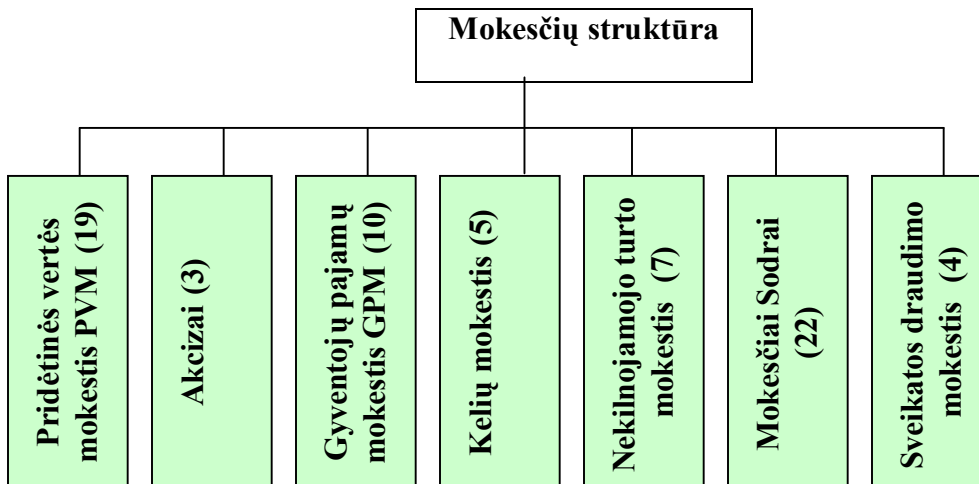 Mokesčių struktūra
Pridėtinės vertės
mokestis PVM (19)
Akcizai (3)
Gyventojų pajamų
mokestis GPM (10)
Kelių mokestis (5)
Nekilnojamojo turto
mokestis (7)
Mokesčiai Sodrai
(22)
Sveikatos draudimo
mokestis (4)